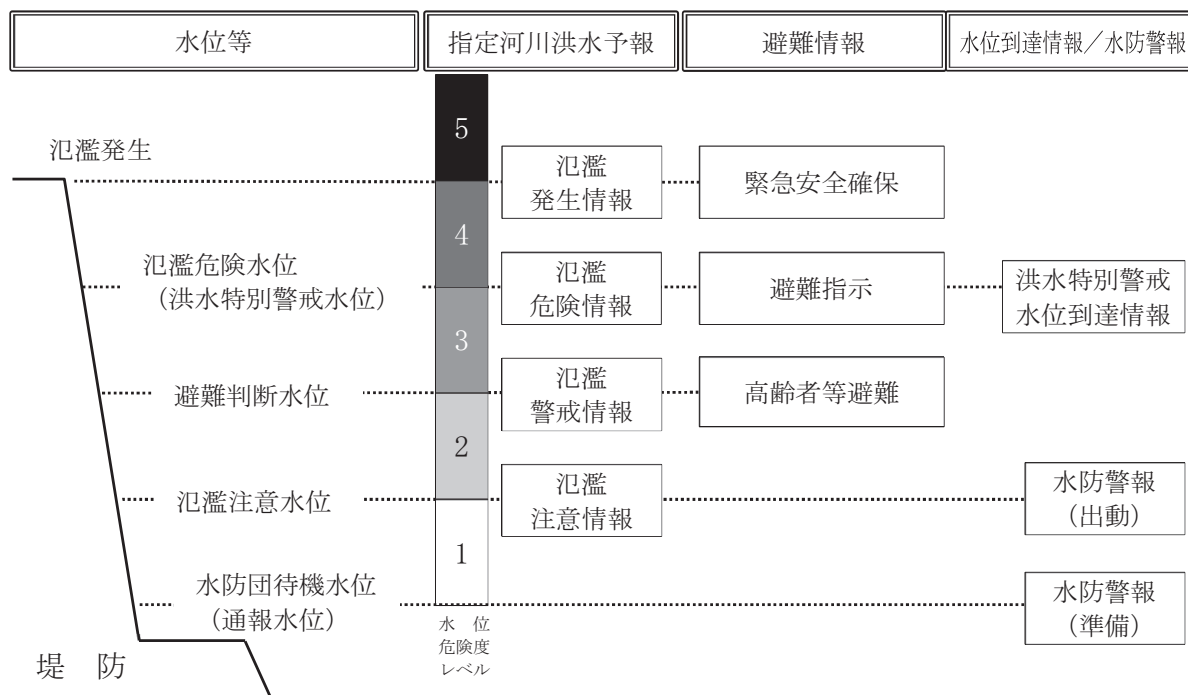 水位等
指定河川洪水予報
避難情報
水位到達情報／水防警報
氾濫発生
5
氾濫
発生情報
緊急安全確保
4
氾濫危険水位
（洪水特別警戒水位）
氾濫
危険情報
避難指示
洪水特別警戒
水位到達情報
3
避難判断水位
氾濫
警戒情報
高齢者等避難
2
氾濫注意水位
氾濫
注意情報
水防警報
（出動）
1
水防団待機水位
（通報水位）
水防警報
（準備）
水 位
危険度
レベル
堤 防